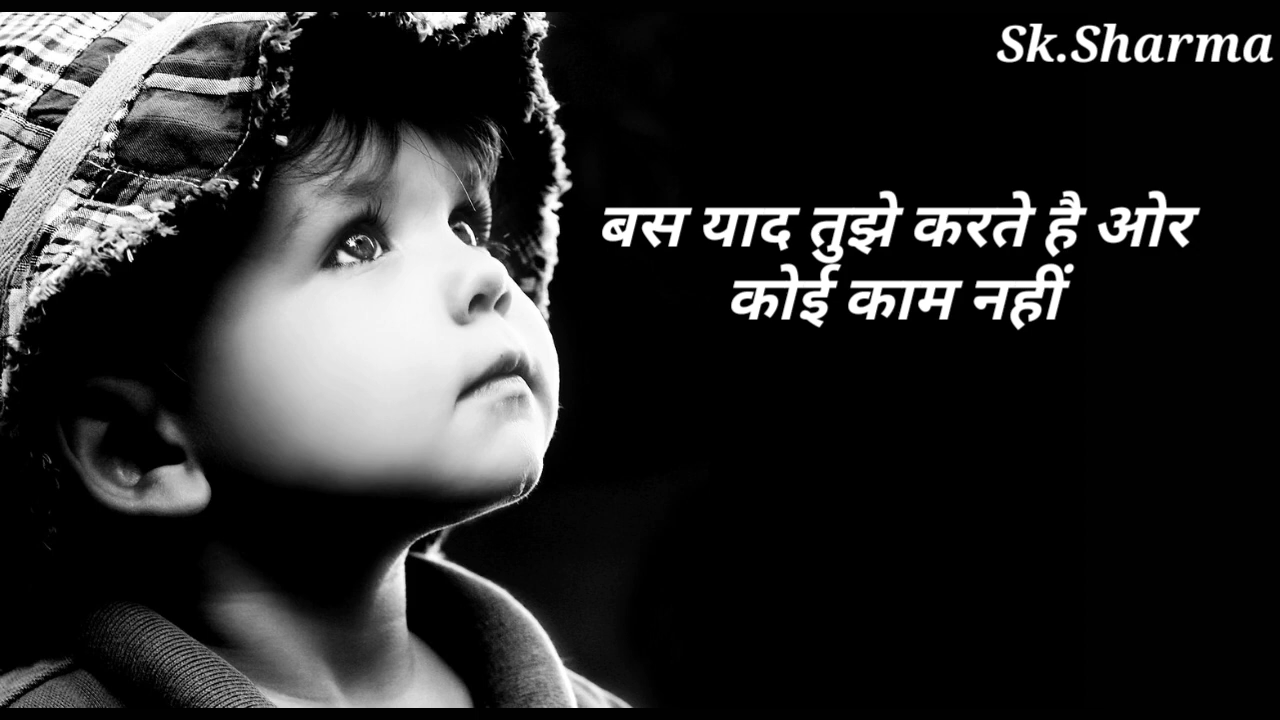 Sk.Sharma
बस याद तुझे करते है ओर
कोई काम नहीं